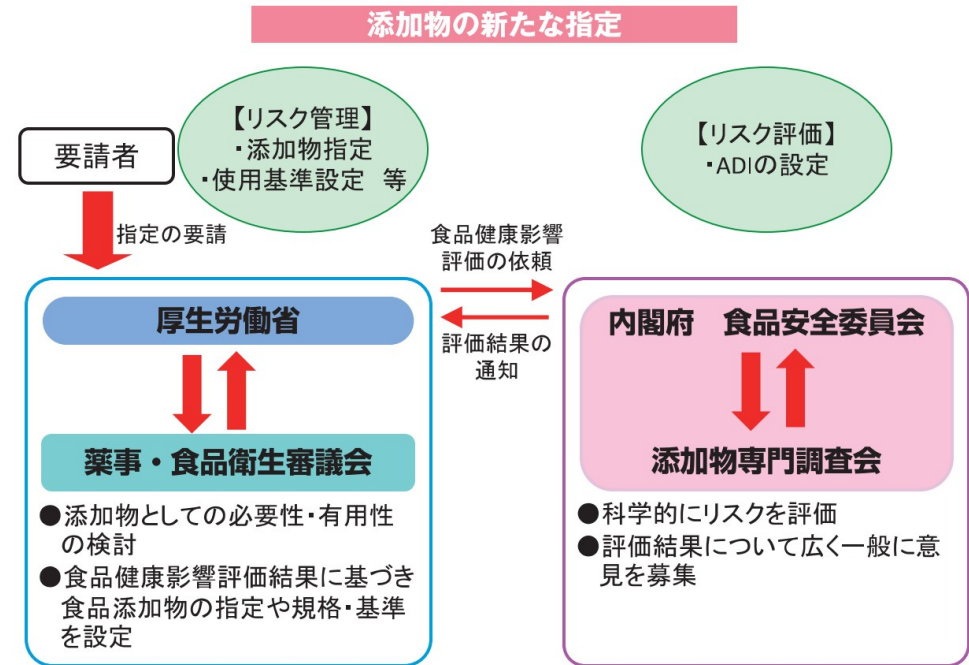 添加物の新たな指定
要請者
【リスク管理】
・添加物指定
・使用基準設定　等
【リスク評価】
・ADIの設定
指定の要請
食品健康影響
評価の依頼
評価結果の
通知
厚生労働省
薬事・食品衛生審議会
●添加物としての必要性・有用性
の検討
●食品健康影響評価結果に基づき
食品添加物の指定や規格・基準
を設定
内閣府　食品安全委員会
添加物専門調査会
●科学的にリスクを評価
●評価結果について広く一般に意
見を募集